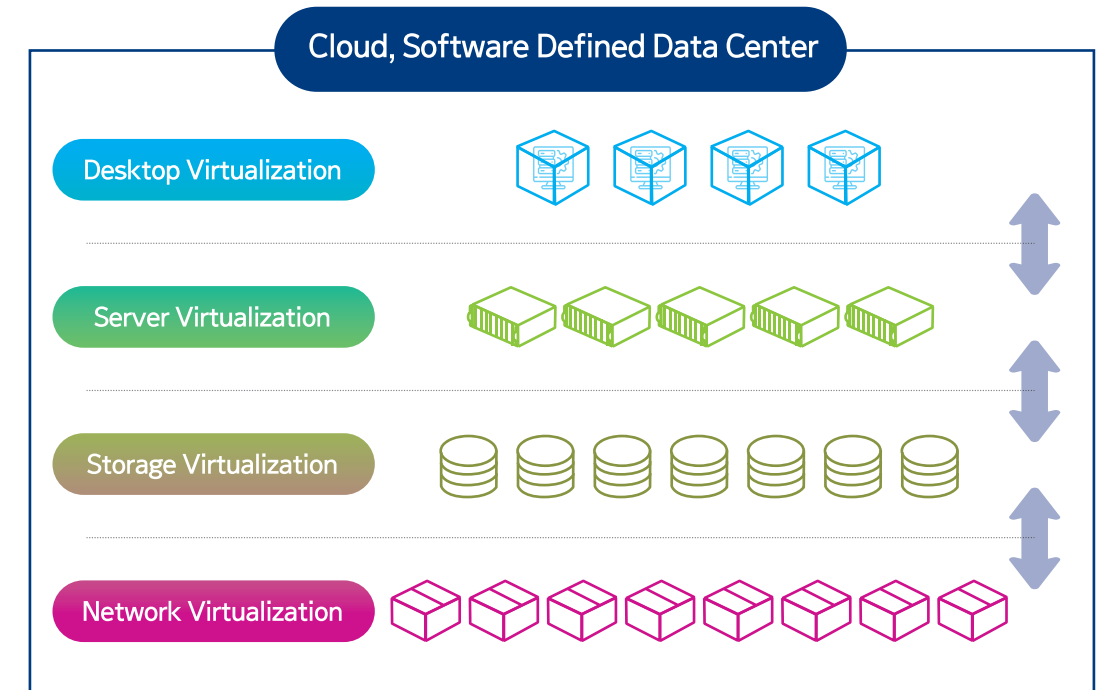 Cloud, Software Defined Data Center
Desktop Virtualization
Server Virtualization
Storage Virtualization
Network Virtualization